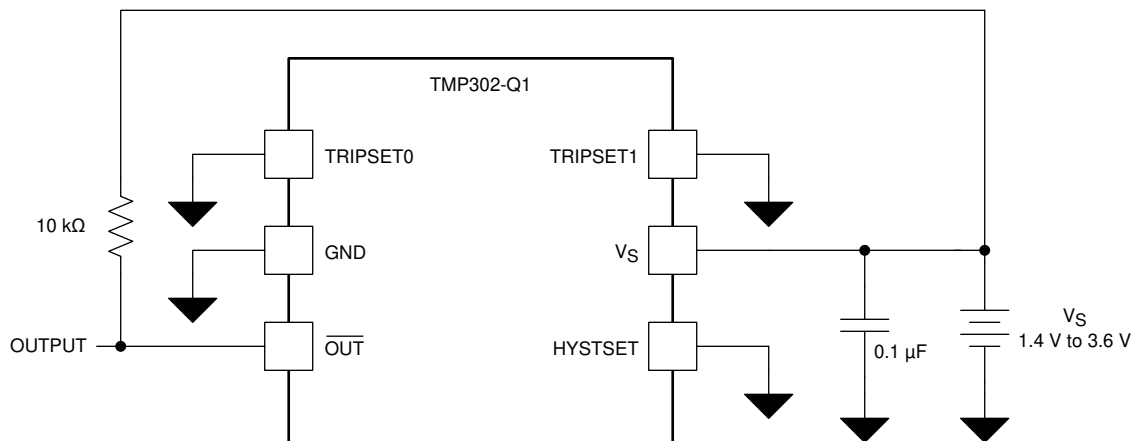 TMP302-Q1
TRIPSET0
TRIPSET1
10 kΩ
GND
VS
OUTPUT
OUT
HYSTSET
0.1 µF
VS
1.4 V to 3.6 V